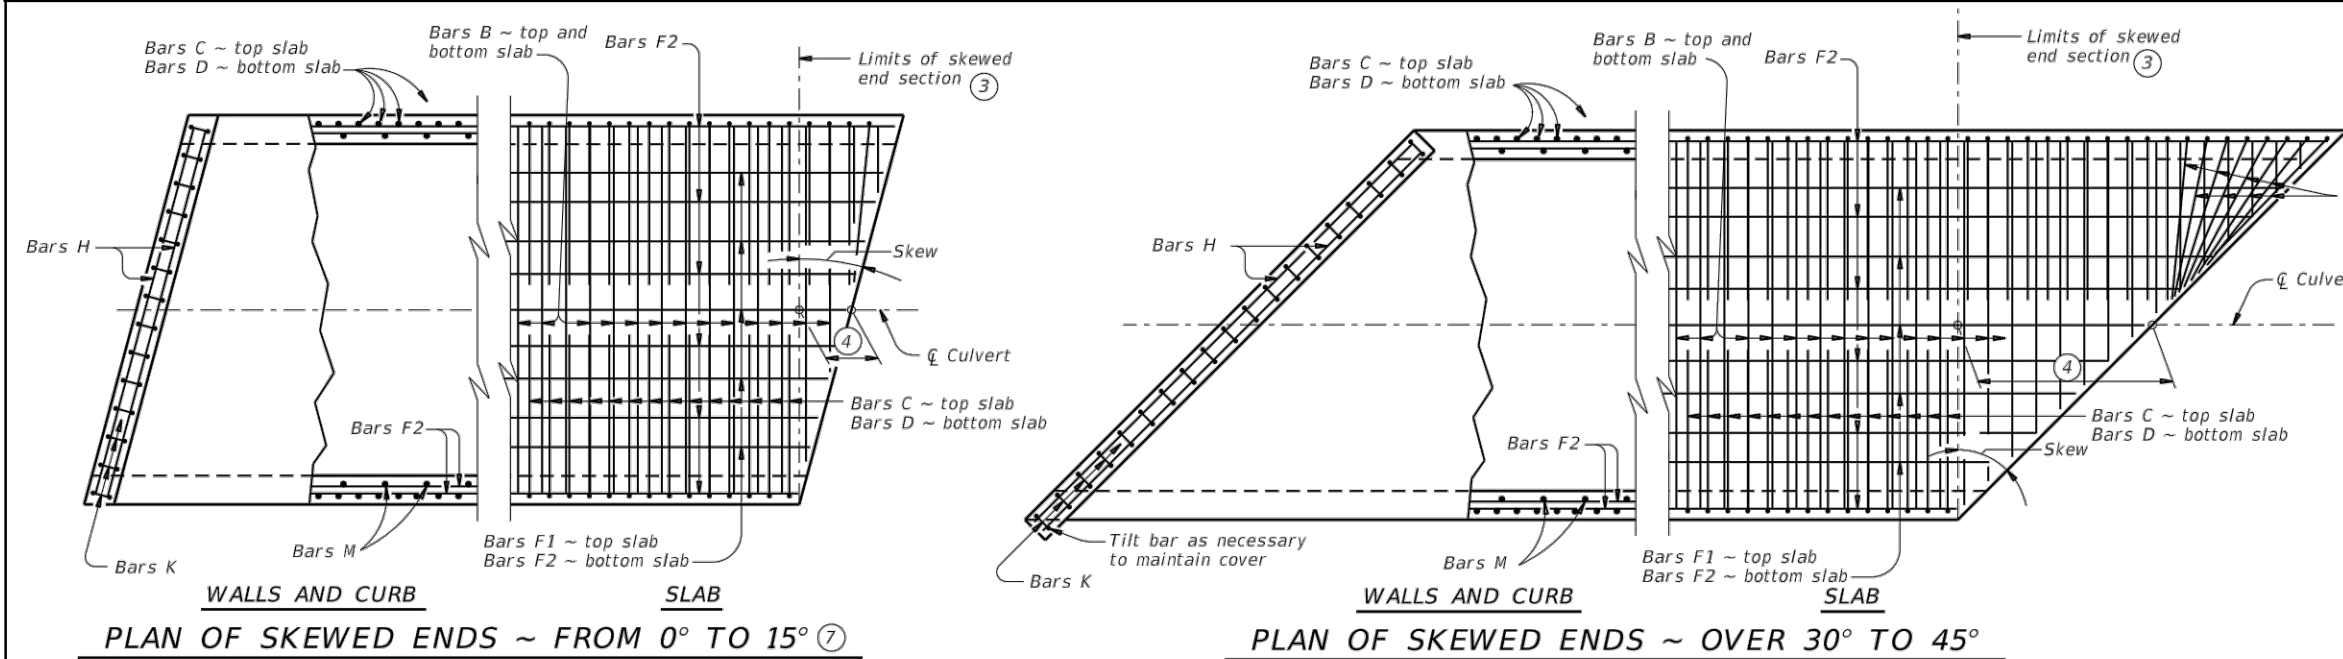 Bars C ~ top slab
Bars D ~ bottom slab
Bars B ~ top and
bottom slab
Bars F2
Limits of skewed
end section 3
Bars H
Skew
4
℄ Culvert
Bars C ~ top slab
Bars D ~ bottom slab
Bars F2
Bars M
Bars F1 ~ top slab
Bars F2 ~ bottom slab
Bars K
WALLS AND CURB
SLAB
PLAN OF SKEWED ENDS ~ FROM 0° TO 15° 7
Bars C ~ top slab
Bars D ~ bottom slab
Bars B ~ top and
bottom slab
Bars F2
Limits of skewed
end section 3
Bars H
℄ Culve
4
Bars C ~ top slab
Bars D ~ bottom slab
Skew
Bars F2
Tilt bar as necessary
to maintain cover
Bars M
Bars F1 ~ top slab
Bars F2 ~ bottom slab
Bars K
WALLS AND CURB
SLAB
PLAN OF SKEWED ENDS ~ OVER 30° TO 45°